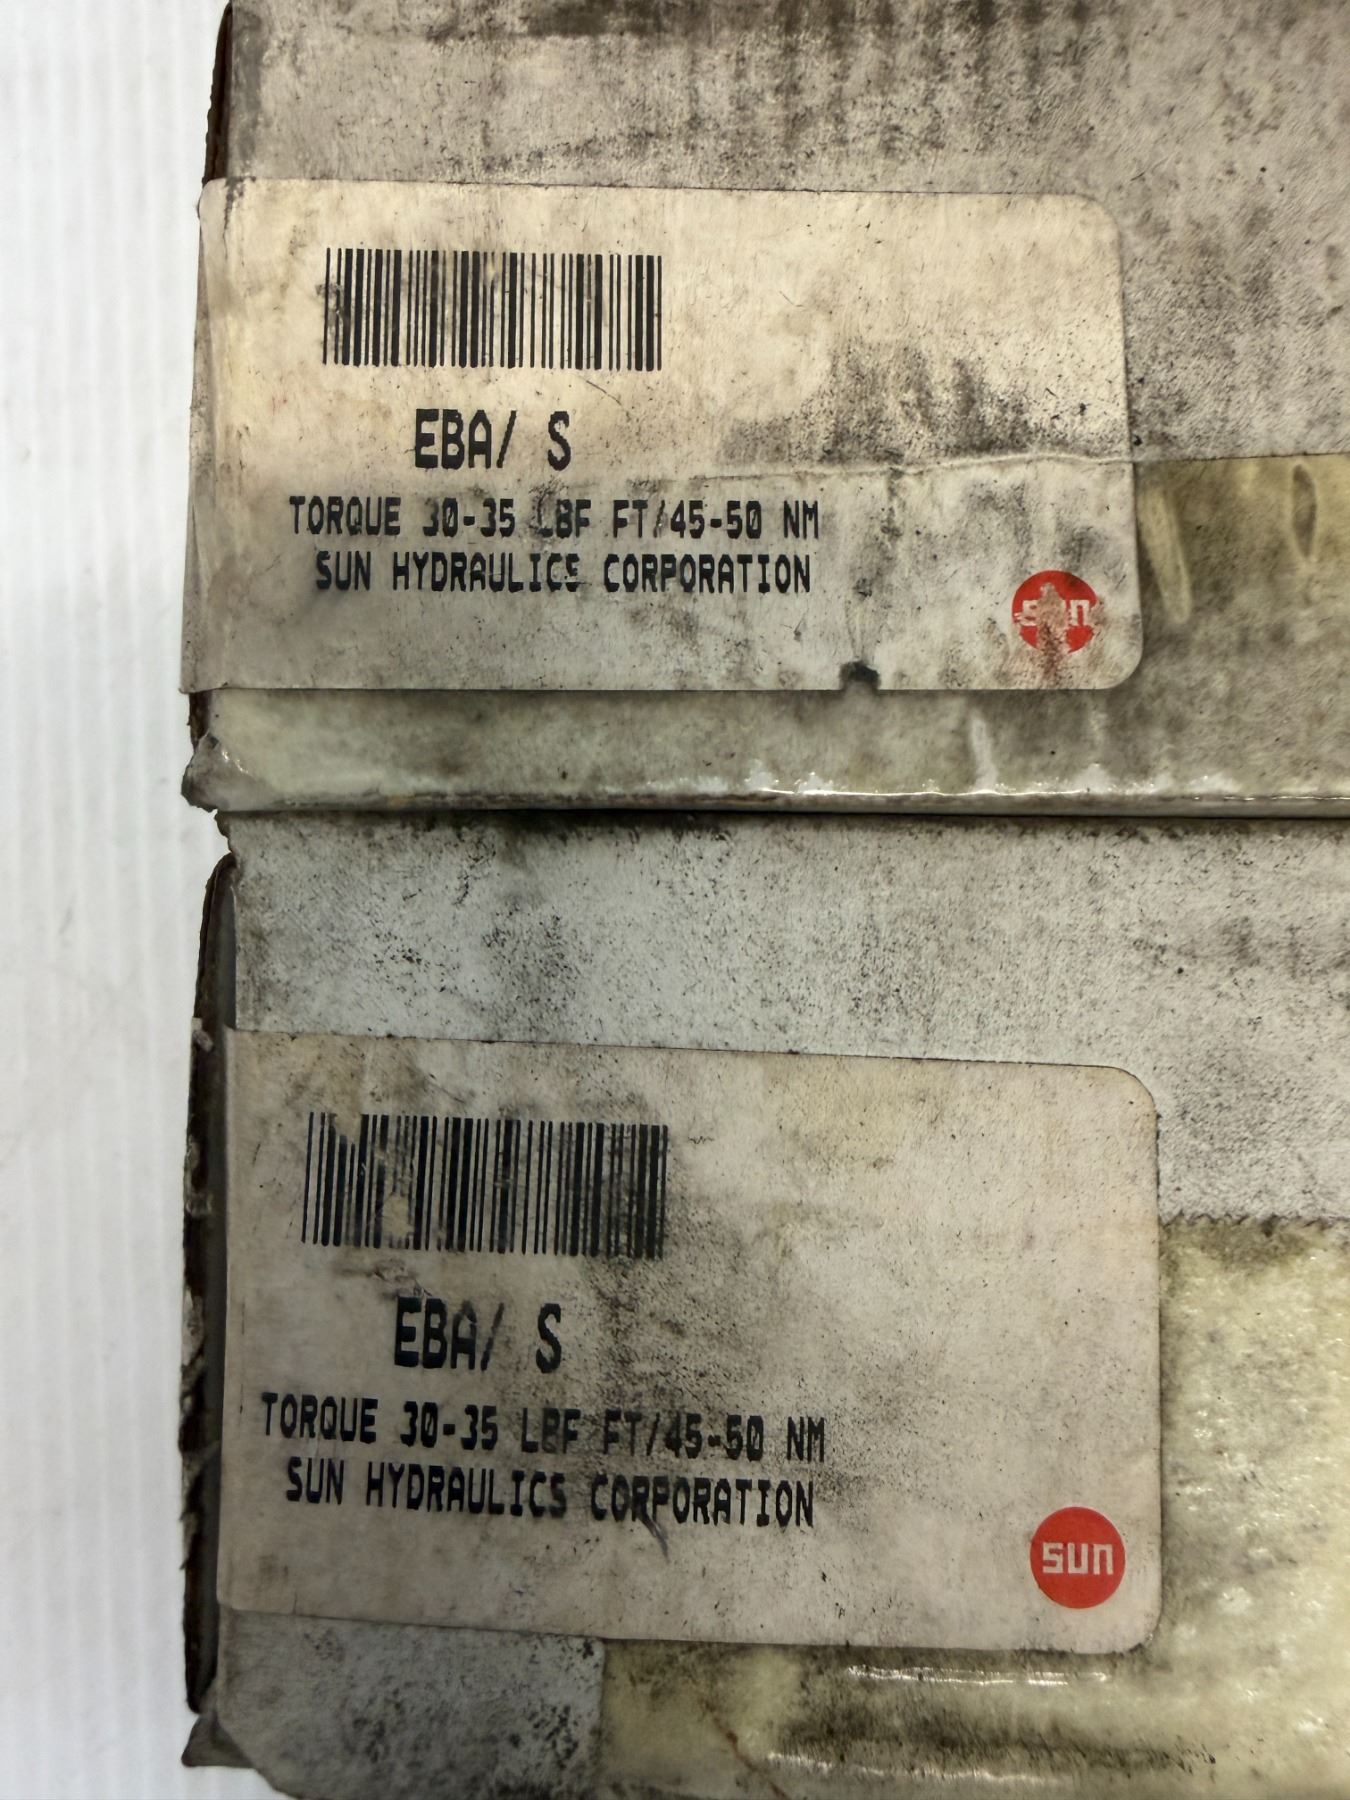 EBA/ S
TORQUE 30-35 LBF FT/45-50 NM
SUN HYDRAULICS CORPORATION
sun
EBA/ S
TORQUE 30-35 LBF FT/45-50 NM
SUN HYDRAULICS CORPORATION
sun